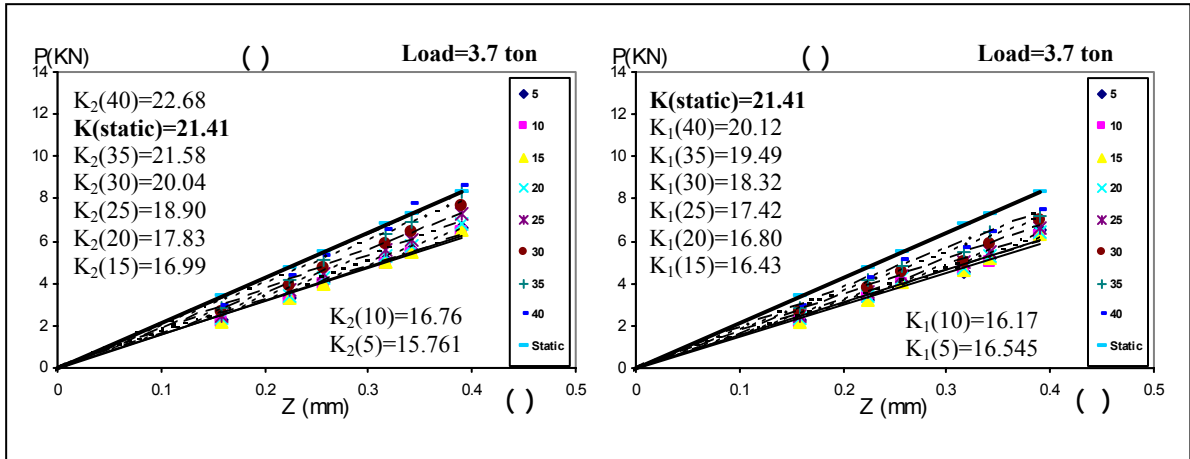 P(KN) ( ) Load=3.7 ton
14
12
10
8
6
4
2
0
K₂(40)=22.68
K(static)=21.41
K₂(35)=21.58
K₂(30)=20.04
K₂(25)=18.90
K₂(20)=17.83
K₂(15)=16.99
K₂(10)=16.76
K₂(5)=15.761
5
10
15
20
25
30
35
40
Static
0 0.1 0.2 0.3 0.4 0.5
Z (mm) ( )
P(KN) ( ) Load=3.7 ton
14
12
10
8
6
4
2
0
K(static)=21.41
K₁(40)=20.12
K₁(35)=19.49
K₁(30)=18.32
K₁(25)=17.42
K₁(20)=16.80
K₁(15)=16.43
K₁(10)=16.17
K₁(5)=16.545
5
10
15
20
25
30
35
40
Static
0 0.1 0.2 0.3 0.4 0.5
Z (mm) ( )